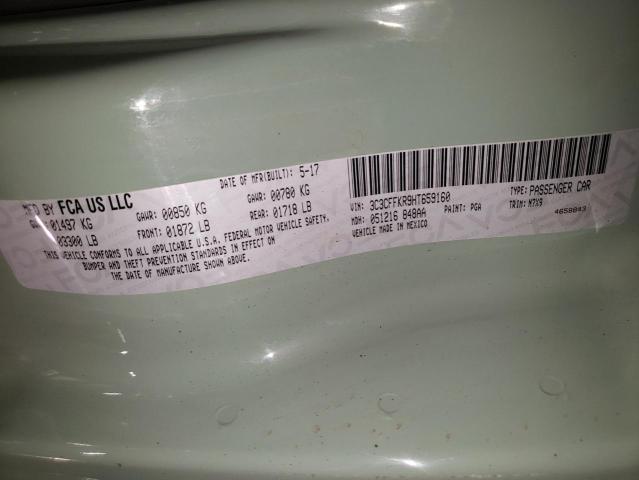 MFD BY FCA US LLC
DATE OF MFR(BUILT): 5-17
01497 KG
GAWR: 00850 KG
GAWR: 00780 KG
03300 LB
FRONT: 01872 LB
REAR: 01718 LB
THIS VEHICLE CONFORMS TO ALL APPLICABLE U.S.A. FEDERAL MOTOR VEHICLE SAFETY,
BUMPER AND THEFT PREVENTION STANDARDS IN EFFECT ON
THE DATE OF MANUFACTURE SHOWN ABOVE.
VIN: 3C3CFFKR9HT659160
TYPE: PASSENGER CAR
MDH: 051216 848AA
PAINT: PGA
TRIM: M7X9
MADE IN MEXICO
4658843